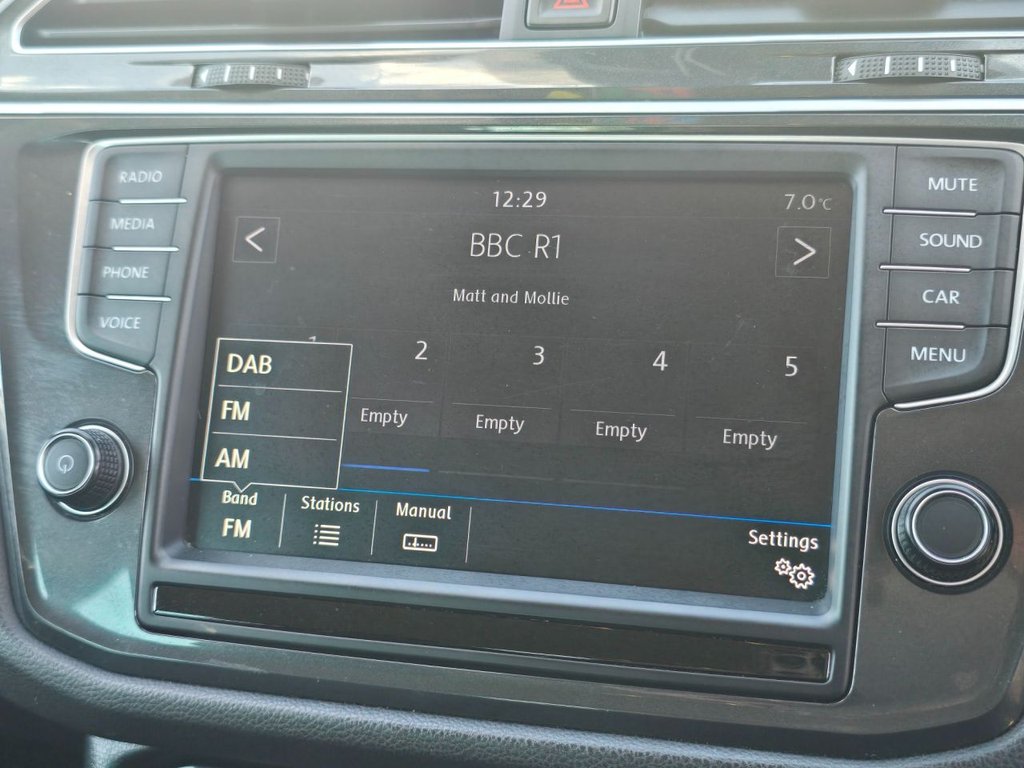 RADIO
MEDIA
PHONE
VOICE
12:29
7.0°C
<
BBC R1
>
Matt and Mollie
1
2
3
4
5
Empty
Empty
Empty
Empty
DAB
FM
AM
Band
FM
Stations
Manual
Settings
MUTE
SOUND
CAR
MENU